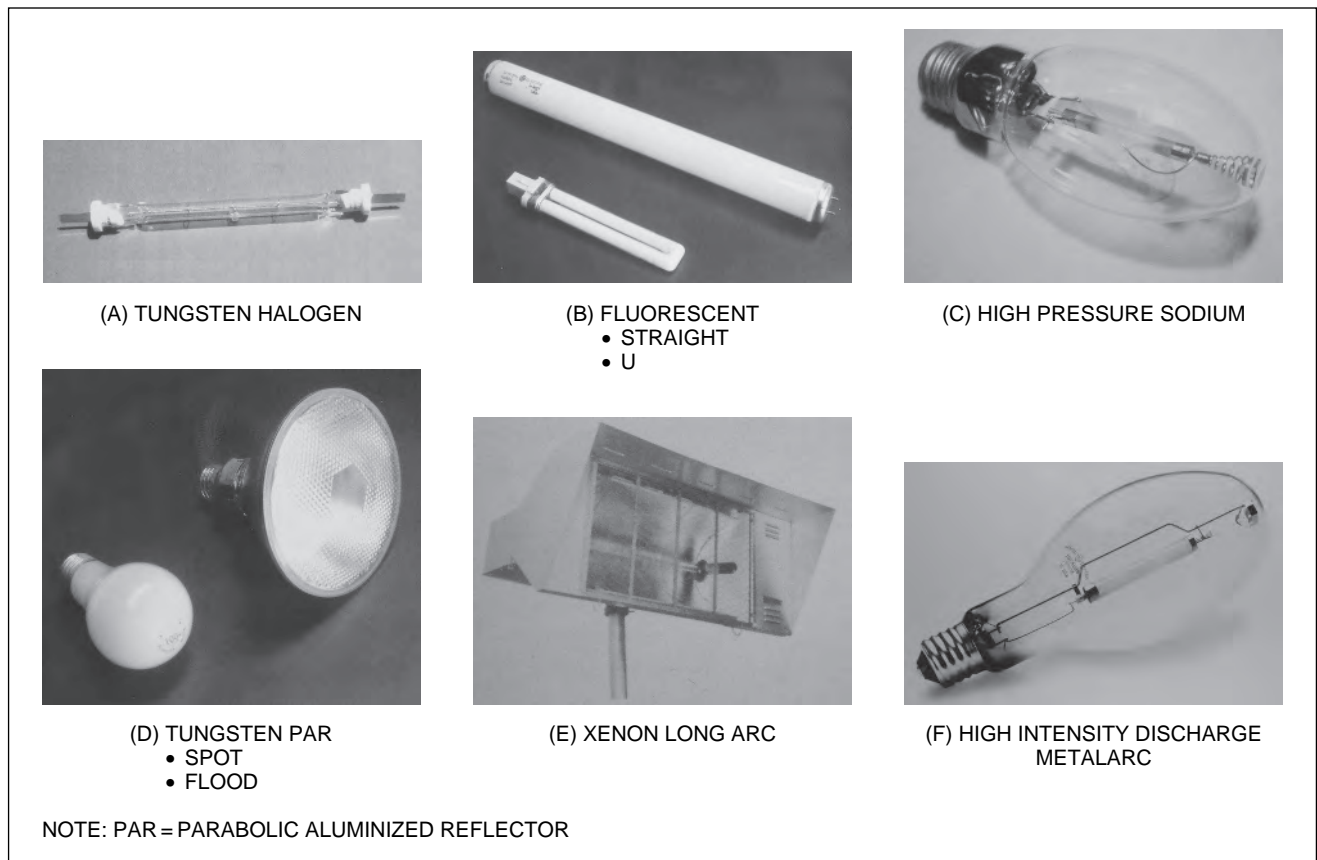 (A) TUNGSTEN HALOGEN
(B) FLUORESCENT
• STRAIGHT
• U
(C) HIGH PRESSURE SODIUM
(D) TUNGSTEN PAR
• SPOT
• FLOOD
(E) XENON LONG ARC
(F) HIGH INTENSITY DISCHARGE
METALARC
NOTE: PAR = PARABOLIC ALUMINIZED REFLECTOR